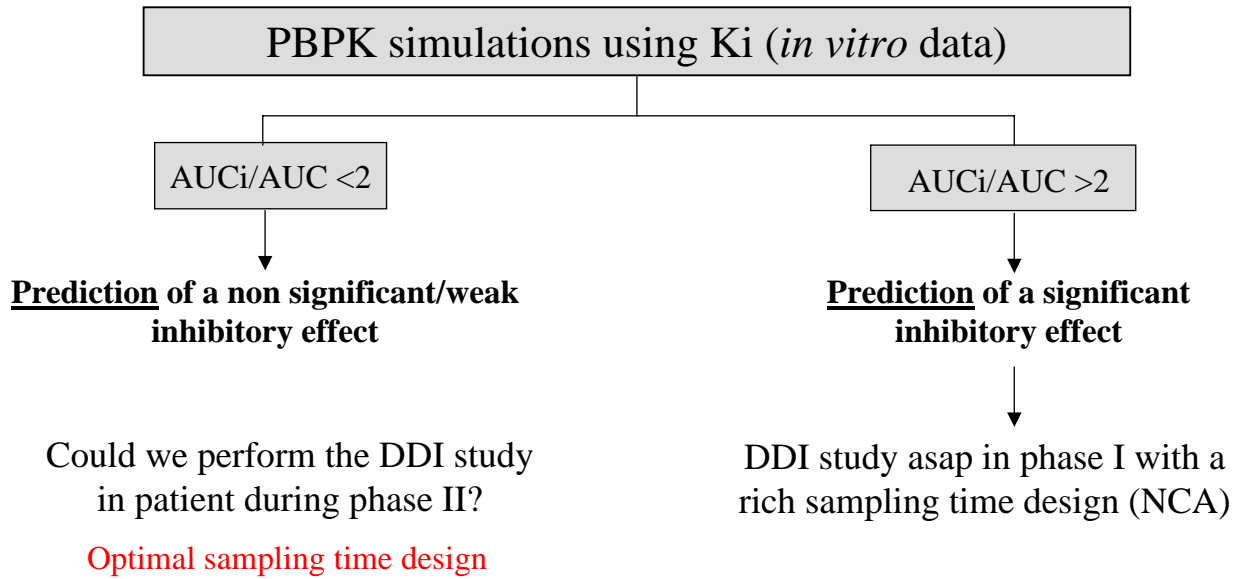 PBPK simulations using Ki (in vitro data)
AUCi/AUC <2
AUCi/AUC >2
Prediction of a non significant/weak
inhibitory effect
Prediction of a significant
inhibitory effect
Could we perform the DDI study
in patient during phase II?
Optimal sampling time design
DDI study asap in phase I with a
rich sampling time design (NCA)